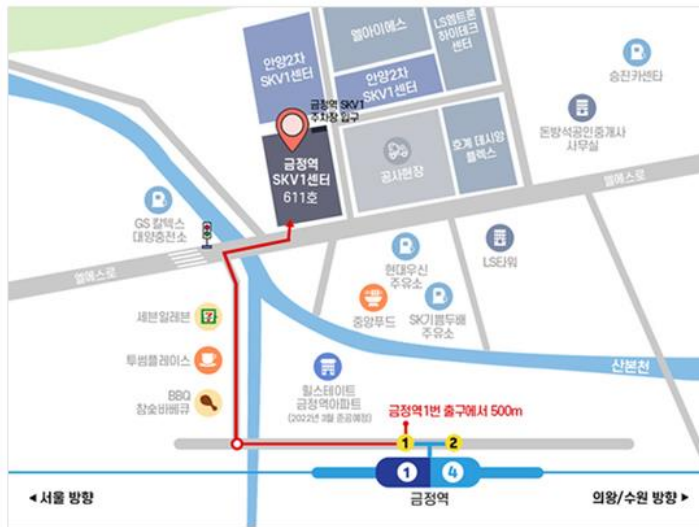 엘아이에스
LS엠트론
하이테크
센터
안양2차
SKV1센터
안양2차
SKV1센터
승진카센타
금정역 SKV1
주차장 입구
돈방석공인중개사
사무실
금정역
SKV1센터
611호
공사현장
호계 데시앙
플렉스
엘에스로
GS 칼텍스
대양충전소
LS타워
현대우신
주유소
엘에스로
세븐일레븐
7
중앙푸드
SK기쁨두배
주유소
투썸플레이스
산본천
힐스테이트
금정역아파트
(2022년 3월 준공예정)
BBQ
참숯바베큐
금정역1번 출구에서 500m
1
2
1
4
◀ 서울 방향
금정역
의왕/수원 방향 ▶